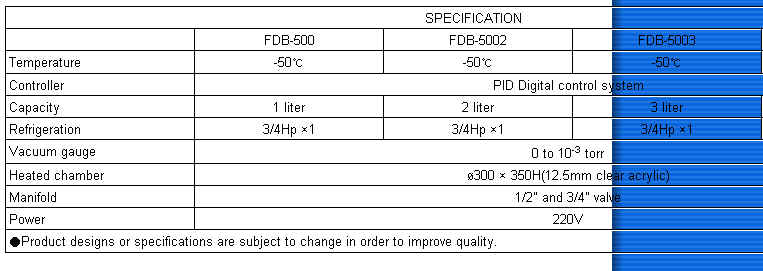 SPECIFICATION
FDB-500 FDB-5002 FDB-5003
Temperature -50℃ -50℃ -50℃
Controller PID Digital control system
Capacity 1 liter 2 liter 3 liter
Refrigeration 3/4Hp ×1 3/4Hp ×1 3/4Hp ×1
Vacuum gauge 0 to 10-3 torr
Heated chamber ø300 × 350H(12.5mm clear acrylic)
Manifold 1/2" and 3/4" valve
Power 220V
●Product designs or specifications are subject to change in order to improve quality.